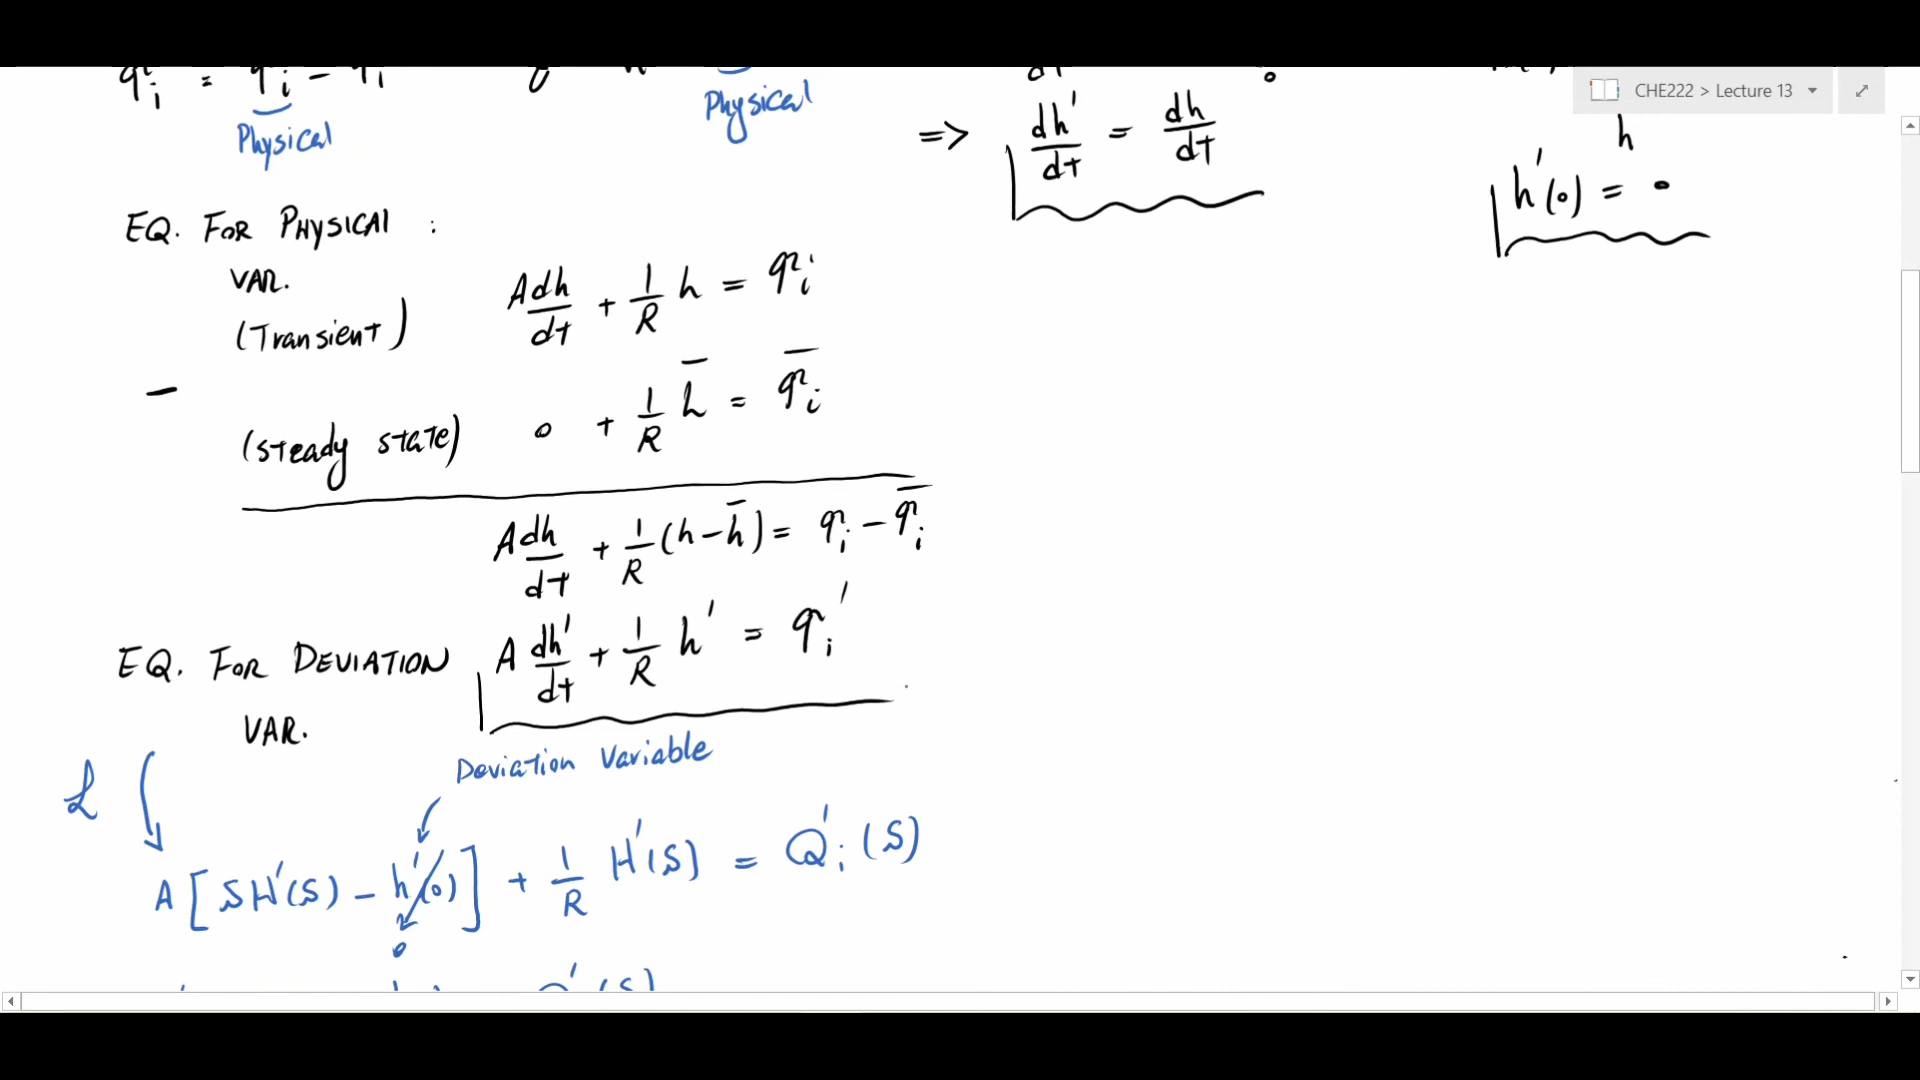 q'i = qi - q̄i
Physical
Physical
=> dh'/dt = dh/dt
CHE222 > Lecture 13
h
h'(0) = 0
EQ. FOR PHYSICAL :
VAR.
(Transient) A dh/dt + 1/R h = qi
—
(steady state) 0 + 1/R h̄ = q̄i
A dh/dt + 1/R (h - h̄) = qi - q̄i
EQ. FOR DEVIATION A dh'/dt + 1/R h' = qi'
VAR.
Deviation Variable
ℒ
A [SH'(S) - h'(0)] + 1/R H'(S) = Q'i (S)
0